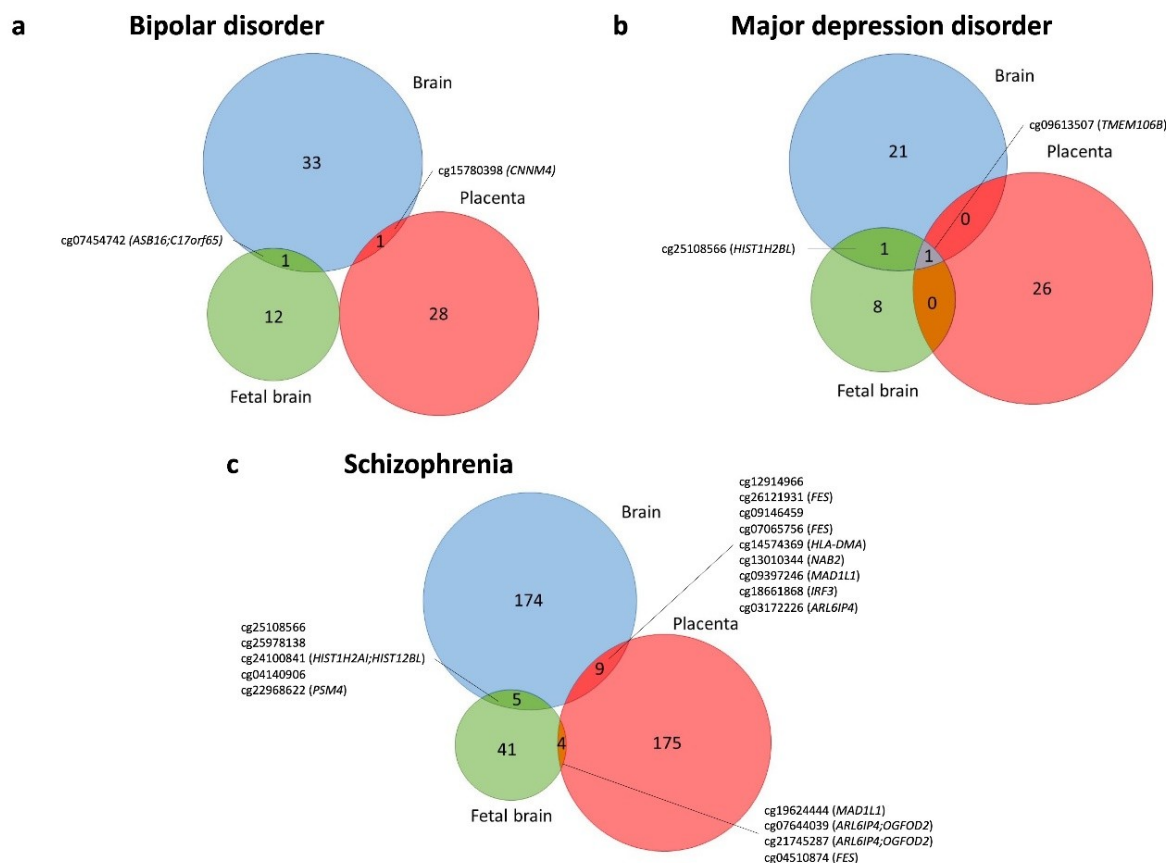 a Bipolar disorder
Brain
33
cg15780398 (CNNM4)
Placenta
cg07454742 (ASB16;C17orf65)
1
1
12
28
Fetal brain
b Major depression disorder
Brain
cg09613507 (TMEM106B)
21
Placenta
0
cg25108566 (HIST1H2BL)
1
1
8
0
26
Fetal brain
c Schizophrenia
cg12914966
cg26121931 (FES)
cg09146459
cg07065756 (FES)
cg14574369 (HLA-DMA)
cg13010344 (NAB2)
cg09397246 (MAD1L1)
cg18661868 (IRF3)
cg03172226 (ARL6IP4)
Brain
174
Placenta
cg25108566
cg25978138
cg24100841 (HIST1H2AI;HIST12BL)
cg04140906
cg22968622 (PSM4)
9
5
41
4
175
Fetal brain
cg19624444 (MAD1L1)
cg07644039 (ARL6IP4;OGFOD2)
cg21745287 (ARL6IP4;OGFOD2)
cg04510874 (FES)